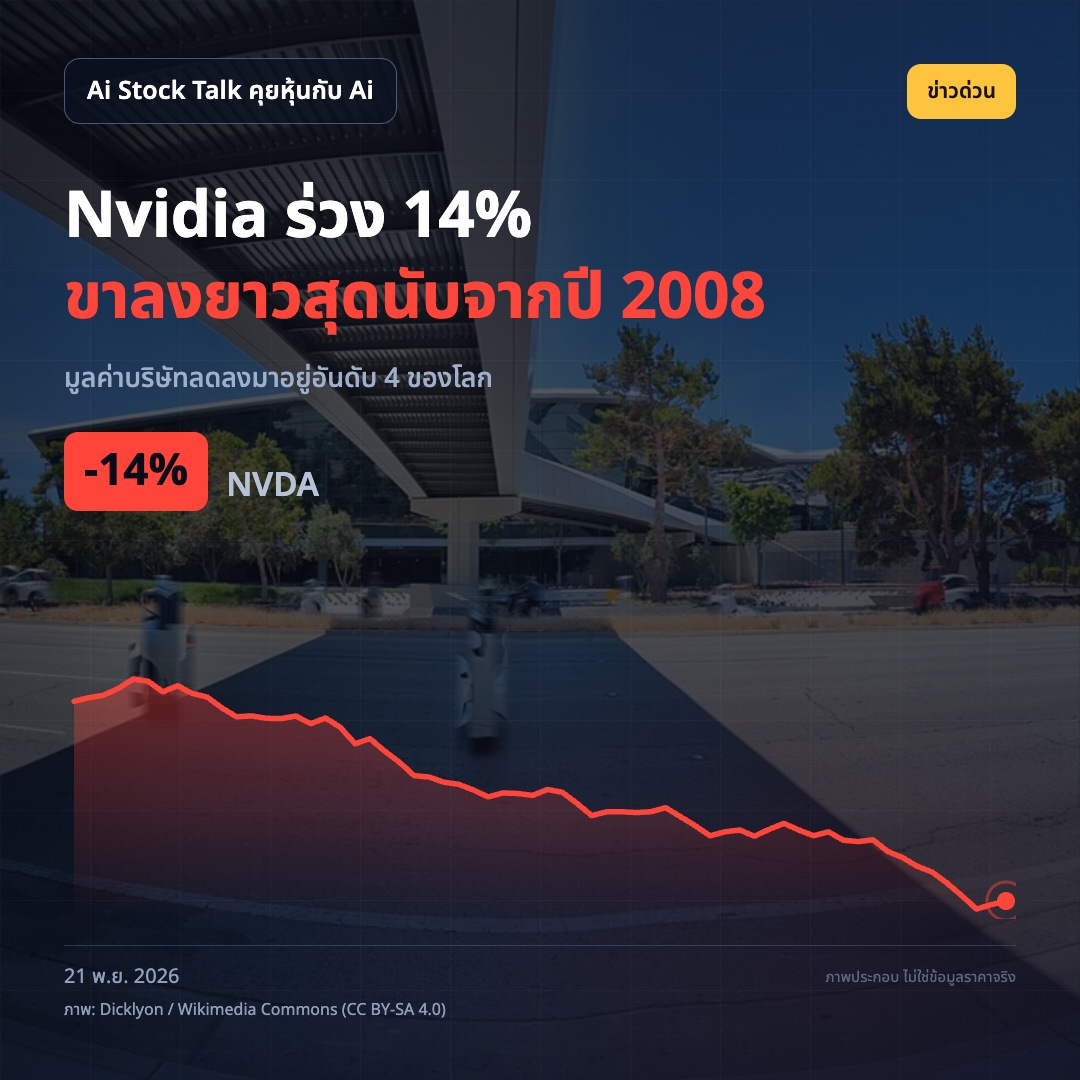 Ai Stock Talk คุยหุ้นกับ Ai
ข่าวด่วน
Nvidia ร่วง 14%
ขาลงยาวสุดนับจากปี 2008
มูลค่าบริษัทลดลงมาอยู่อันดับ 4 ของโลก
-14% NVDA
21 พ.ย. 2026
ภาพประกอบ ไม่ใช่ข้อมูลราคาจริง
ภาพ: Dicklyon / Wikimedia Commons (CC BY-SA 4.0)